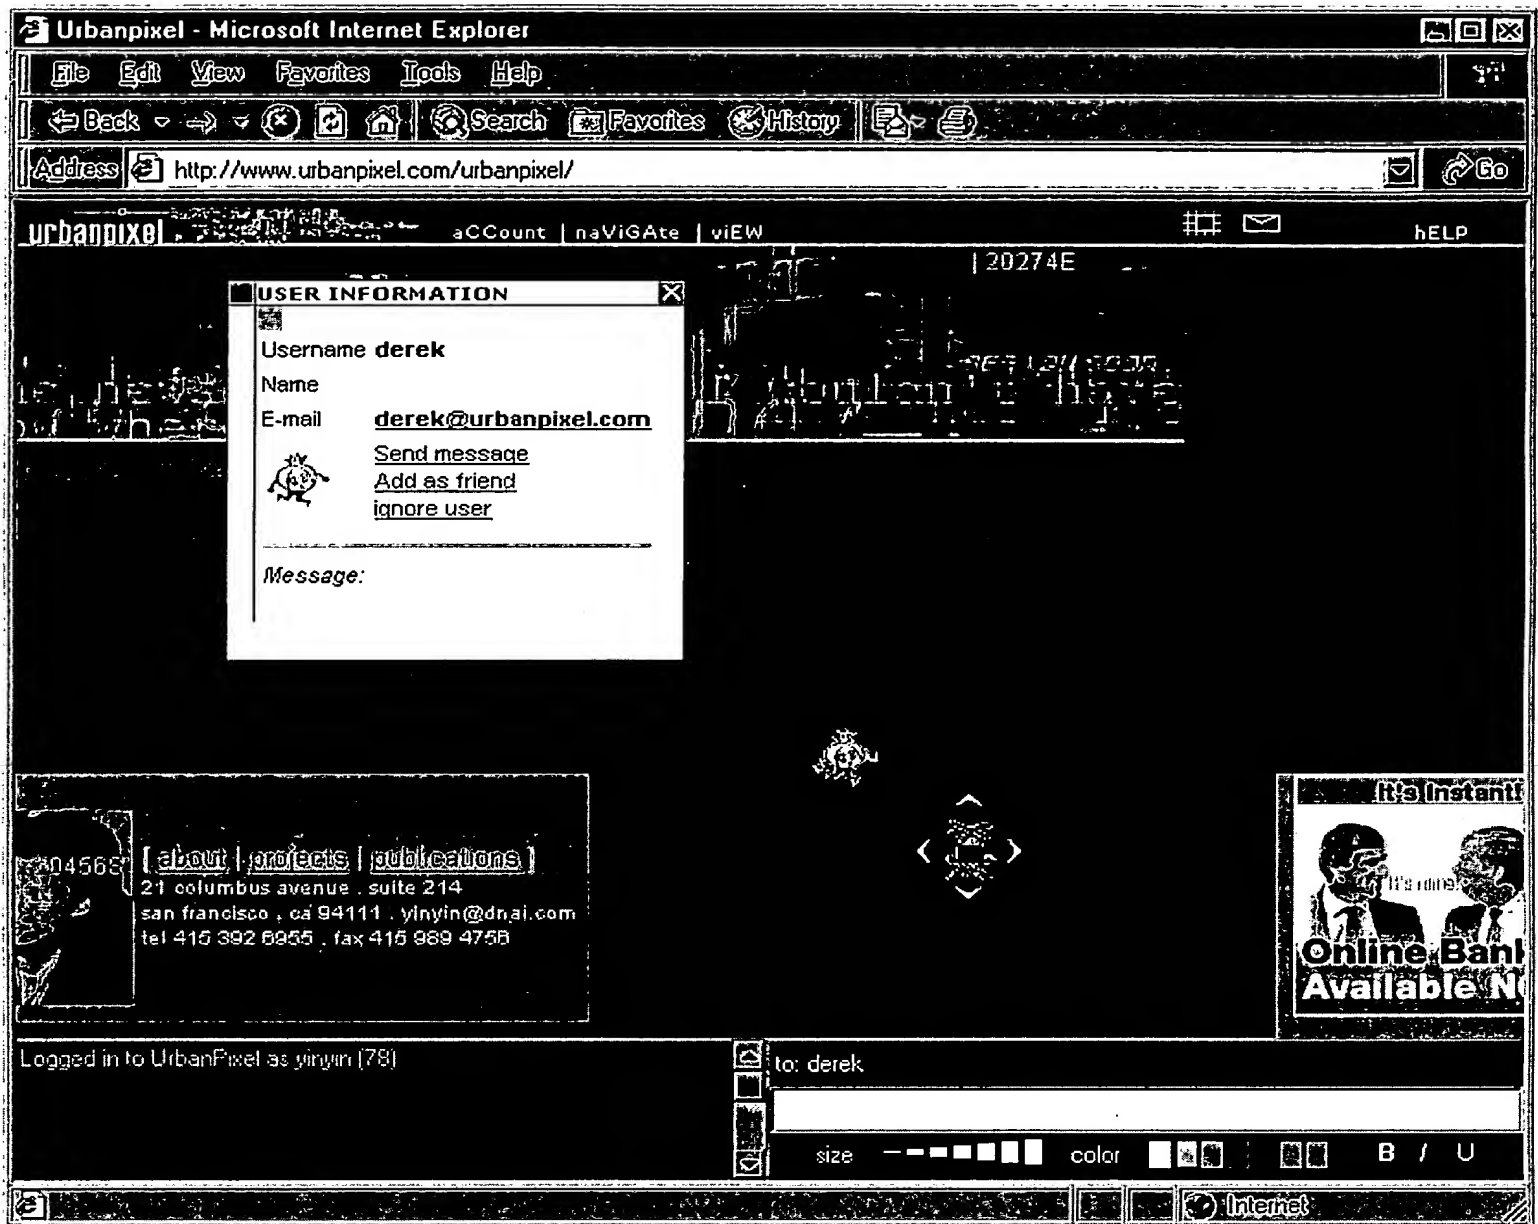 Urbanpixel - Microsoft Internet Explorer
File Edit View Favorites Tools Help
Back Search Favorites History
Address http://www.urbanpixel.com/urbanpixel/ Go
urbanpixel aCCount | naViGAte | viEW hELP
| 20274E
USER INFORMATION
Username derek
Name
E-mail derek@urbanpixel.com
Send message
Add as friend
ignore user
Message:
It's Instant!
04568
[ about | projects | publications ]
21 columbus avenue . suite 214
san francisco , ca 94111 . yinyin@dnai.com
tel 415 392 6955 . fax 415 989 4758
It's mine!
Online Bank
Available N
Logged in to UrbanPixel as yinyin (78)
to: derek
size color B I U
Internet